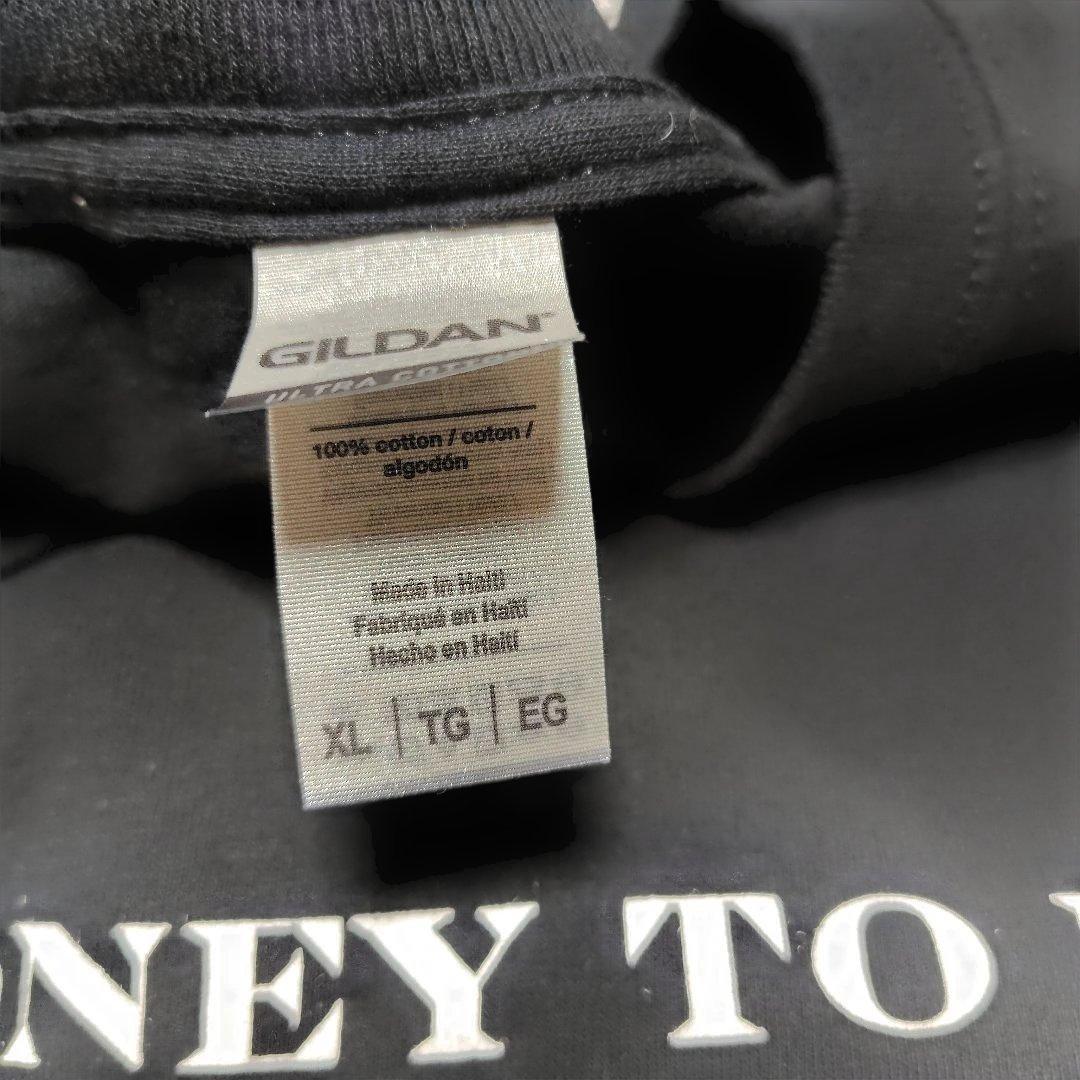 GILDAN
ULTRA COTTON
100% cotton / coton /
algodón
Made in Haiti
Fabriqué en Haiti
Hecho en Haiti
XL | TG | EG
NEY TO